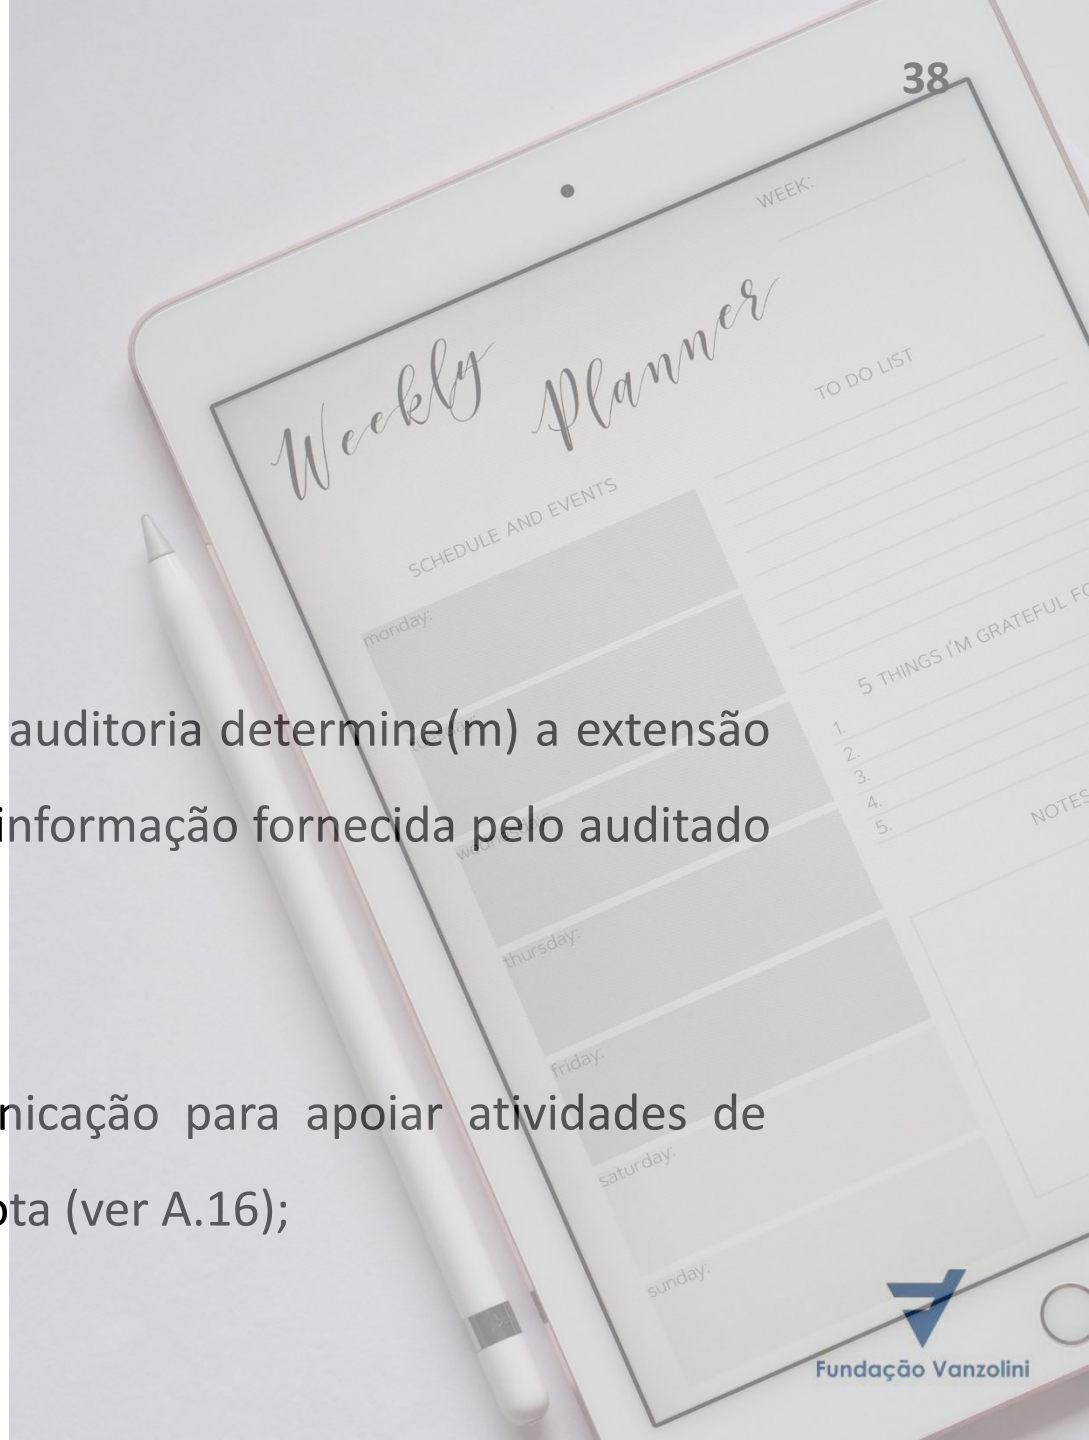 38
WEEK:
Weekly Planner
TO DO LIST
SCHEDULE AND EVENTS
monday:
5 THINGS I'M GRATEFUL FO
1.
2.
3.
4.
5.
NOTES
auditoria determine(m) a extensão
informação fornecida pelo auditado
wednesday:
thursday:
friday:
nicação para apoiar atividades de
saturday:
ota (ver A.16);
sunday:
Fundação Vanzolini